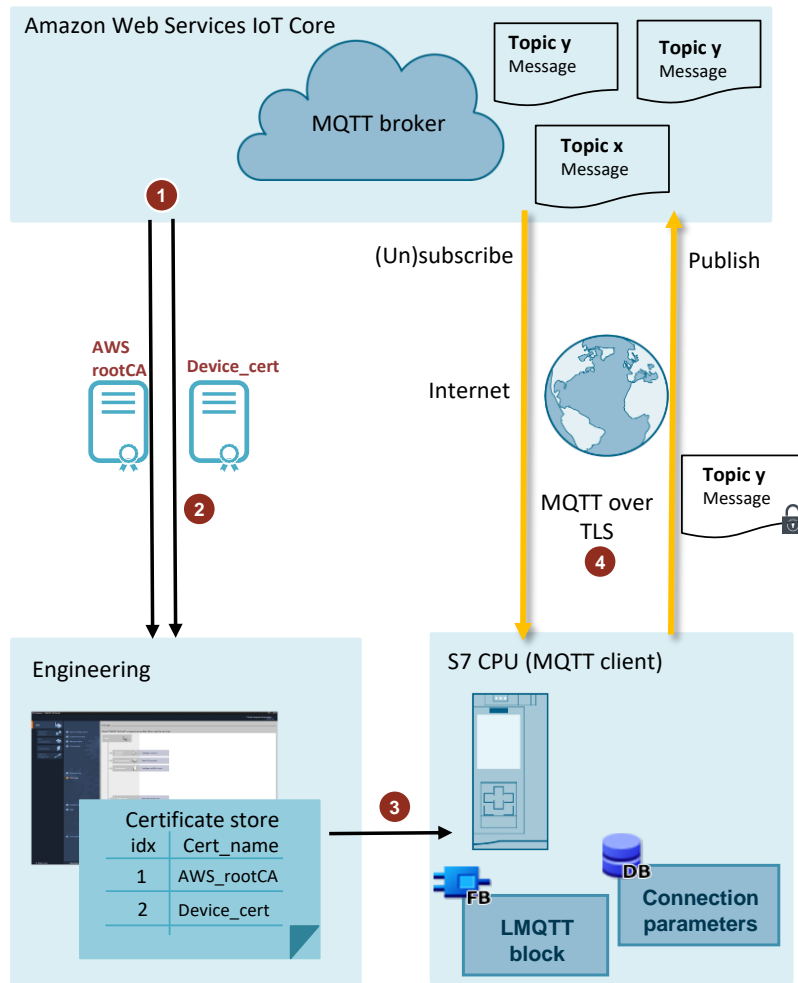 Amazon Web Services IoT Core
MQTT broker
Topic y
Message
Topic y
Message
Topic x
Message
1
(Un)subscribe
Publish
AWS
rootCA
Device_cert
Internet
2
MQTT over
TLS
4
Topic y
Message
Engineering
Certificate store
idx Cert_name
1 AWS_rootCA
2 Device_cert
3
S7 CPU (MQTT client)
FB
LMQTT
block
DB
Connection
parameters